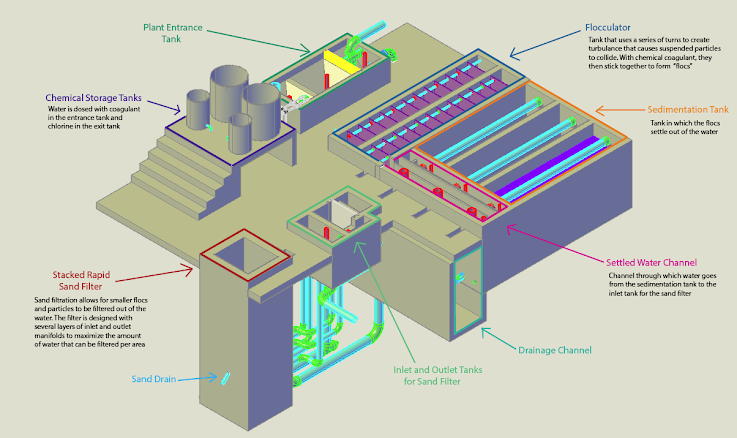 Plant Entrance
Tank
Flocculator
Tank that uses a series of turns to create
turbulance that causes suspended particles
to collide. With chemical coagulant, they
then stick together to form "flocs"
Chemical Storage Tanks
Water is dosed with coagulant
in the entrance tank and
chlorine in the exit tank
Sedimentation Tank
Tank in which the flocs
settle out of the water
Settled Water Channel
Channel through which water goes
from the sedimentation tank to the
inlet tank for the sand filter
Stacked Rapid
Sand Filter
Sand filtration allows for smaller flocs
and particles to be filtered out of the
water. The filter is designed with
several layers of inlet and outlet
manifolds to maximize the amount
of water that can be filtered per area
Drainage Channel
Inlet and Outlet Tanks
for Sand Filter
Sand Drain